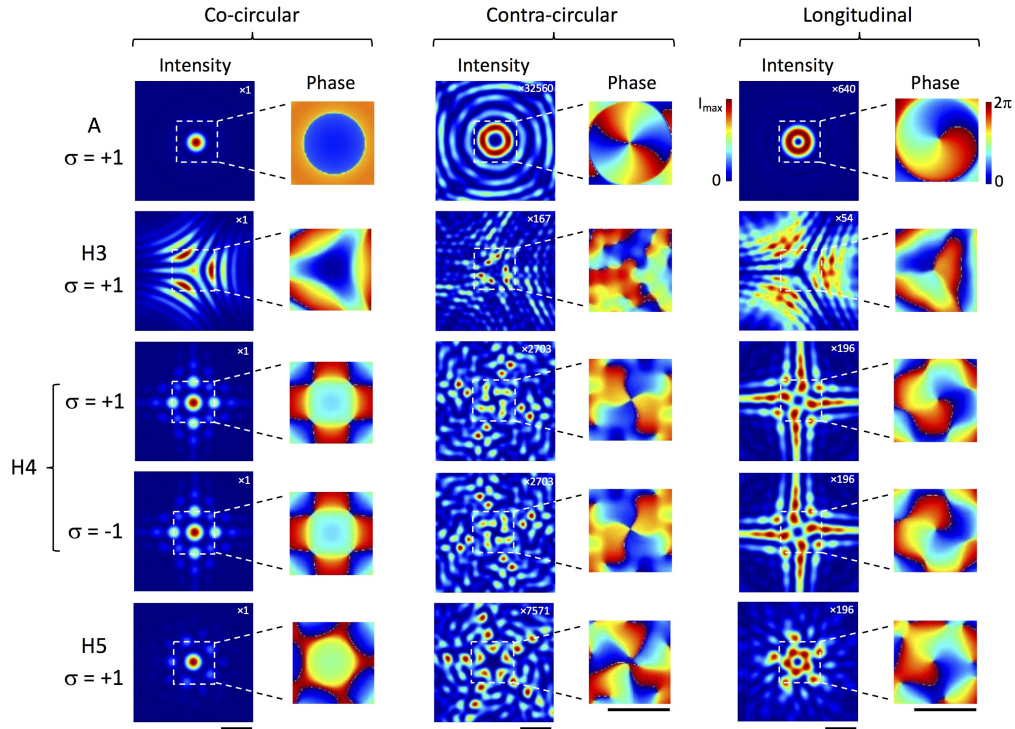 Co-circular Contra-circular Longitudinal
Intensity Phase Intensity Phase Intensity Phase
A
σ = +1
×1 ×32560 ×640
I max 0
2π 0
H3
σ = +1
×1 ×167 ×54
H4
σ = +1
×1 ×2703 ×196
σ = -1
×1 ×2703 ×196
H5
σ = +1
×1 ×7571 ×196